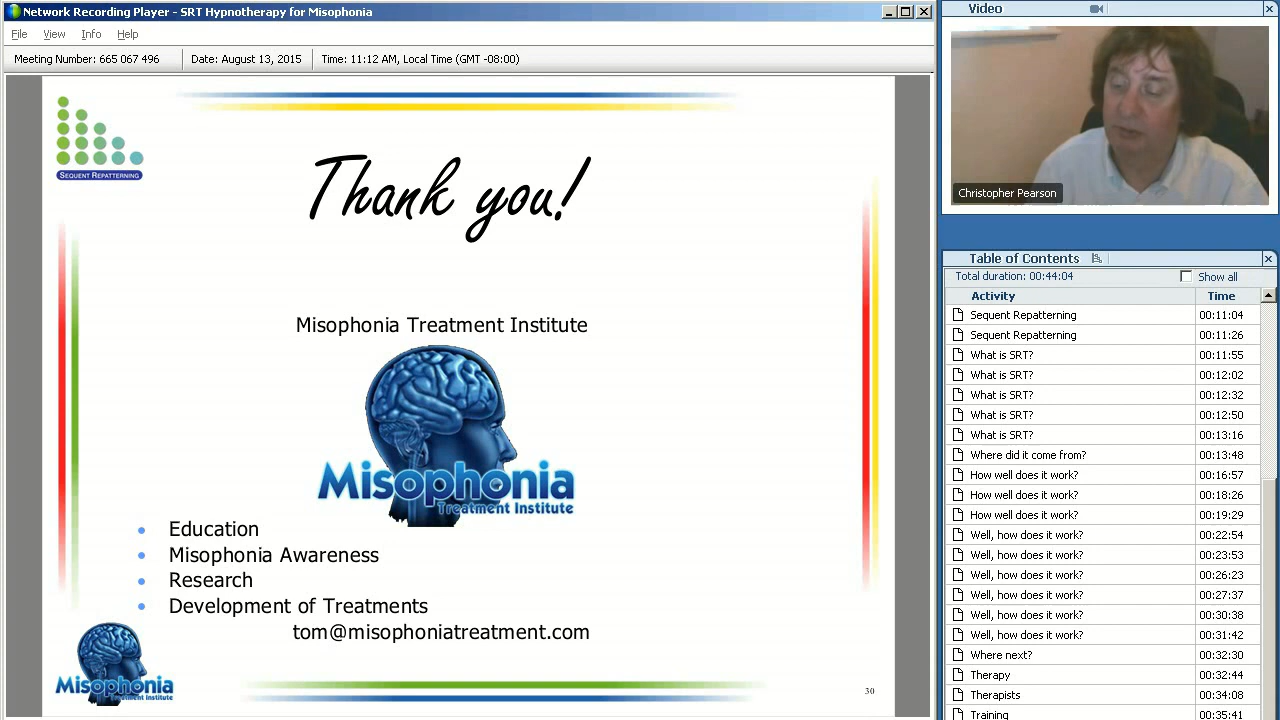 Network Recording Player - SRT Hypnotherapy for Misophonia
File View Info Help
Meeting Number: 665 067 496 Date: August 13, 2015 Time: 11:12 AM, Local Time (GMT -08:00)
SEQUENT REPATTERNING
Thank you!
Misophonia Treatment Institute
Misophonia
Treatment Institute
• Education
• Misophonia Awareness
• Research
• Development of Treatments
tom@misophoniatreatment.com
Misophonia
Treatment Institute
30
Video
Christopher Pearson
Table of Contents
Total duration: 00:44:04 Show all
Activity Time
Sequent Repatterning 00:11:04
Sequent Repatterning 00:11:26
What is SRT? 00:11:55
What is SRT? 00:12:02
What is SRT? 00:12:32
What is SRT? 00:12:50
What is SRT? 00:13:16
Where did it come from? 00:13:48
How well does it work? 00:16:57
How well does it work? 00:18:26
How well does it work? 00:19:29
Well, how does it work? 00:22:54
Well, how does it work? 00:23:53
Well, how does it work? 00:26:23
Well, how does it work? 00:27:37
Well, how does it work? 00:30:38
Well, how does it work? 00:31:42
Where next? 00:32:30
Therapy 00:32:44
Therapists 00:34:08
Training 00:35:41